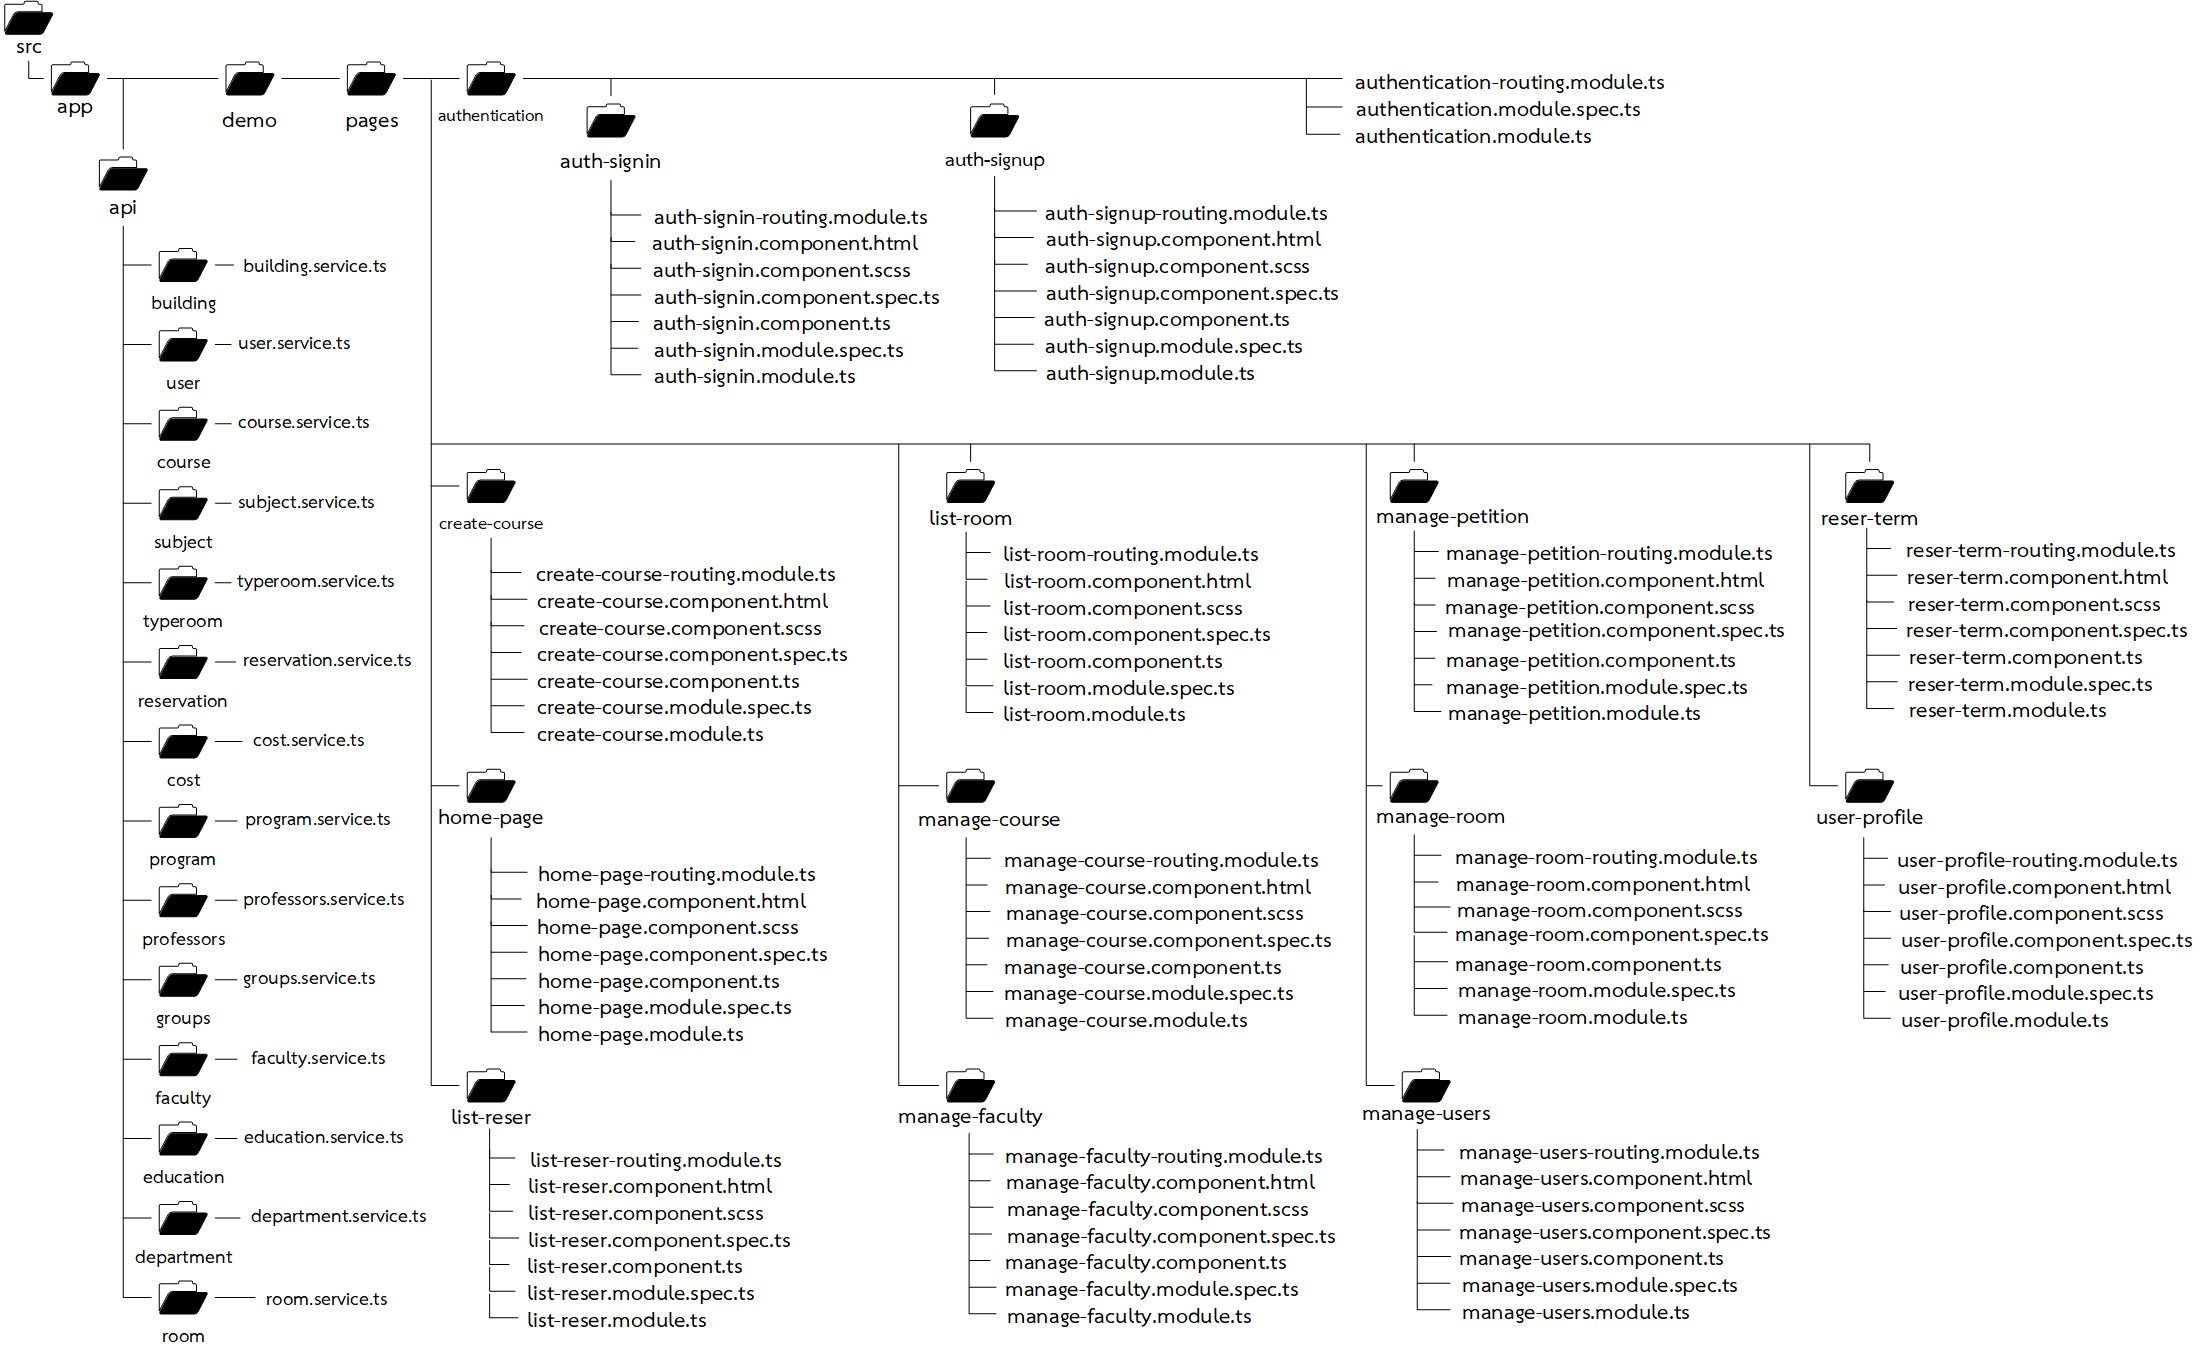 src
app
demo
pages
authentication
authentication-routing.module.ts
authentication.module.spec.ts
authentication.module.ts
auth-signin
auth-signin-routing.module.ts
auth-signin.component.html
auth-signin.component.scss
auth-signin.component.spec.ts
auth-signin.component.ts
auth-signin.module.spec.ts
auth-signin.module.ts
auth-signup
auth-signup-routing.module.ts
auth-signup.component.html
auth-signup.component.scss
auth-signup.component.spec.ts
auth-signup.component.ts
auth-signup.module.spec.ts
auth-signup.module.ts
api
building.service.ts
building
user.service.ts
user
course.service.ts
course
subject.service.ts
subject
typeroom.service.ts
typeroom
reservation.service.ts
reservation
cost.service.ts
cost
program.service.ts
program
professors.service.ts
professors
groups.service.ts
groups
faculty.service.ts
faculty
education.service.ts
education
department.service.ts
department
room.service.ts
room
create-course
create-course-routing.module.ts
create-course.component.html
create-course.component.scss
create-course.component.spec.ts
create-course.component.ts
create-course.module.spec.ts
create-course.module.ts
home-page
home-page-routing.module.ts
home-page.component.html
home-page.component.scss
home-page.component.spec.ts
home-page.component.ts
home-page.module.spec.ts
home-page.module.ts
list-reser
list-reser-routing.module.ts
list-reser.component.html
list-reser.component.scss
list-reser.component.spec.ts
list-reser.component.ts
list-reser.module.spec.ts
list-reser.module.ts
list-room
list-room-routing.module.ts
list-room.component.html
list-room.component.scss
list-room.component.spec.ts
list-room.component.ts
list-room.module.spec.ts
list-room.module.ts
manage-course
manage-course-routing.module.ts
manage-course.component.html
manage-course.component.scss
manage-course.component.spec.ts
manage-course.component.ts
manage-course.module.spec.ts
manage-course.module.ts
manage-faculty
manage-faculty-routing.module.ts
manage-faculty.component.html
manage-faculty.component.scss
manage-faculty.component.spec.ts
manage-faculty.component.ts
manage-faculty.module.spec.ts
manage-faculty.module.ts
manage-petition
manage-petition-routing.module.ts
manage-petition.component.html
manage-petition.component.scss
manage-petition.component.spec.ts
manage-petition.component.ts
manage-petition.module.spec.ts
manage-petition.module.ts
manage-room
manage-room-routing.module.ts
manage-room.component.html
manage-room.component.scss
manage-room.component.spec.ts
manage-room.component.ts
manage-room.module.spec.ts
manage-room.module.ts
manage-users
manage-users-routing.module.ts
manage-users.component.html
manage-users.component.scss
manage-users.component.spec.ts
manage-users.component.ts
manage-users.module.spec.ts
manage-users.module.ts
reser-term
reser-term-routing.module.ts
reser-term.component.html
reser-term.component.scss
reser-term.component.spec.ts
reser-term.component.ts
reser-term.module.spec.ts
reser-term.module.ts
user-profile
user-profile-routing.module.ts
user-profile.component.html
user-profile.component.scss
user-profile.component.spec.ts
user-profile.component.ts
user-profile.module.spec.ts
user-profile.module.ts